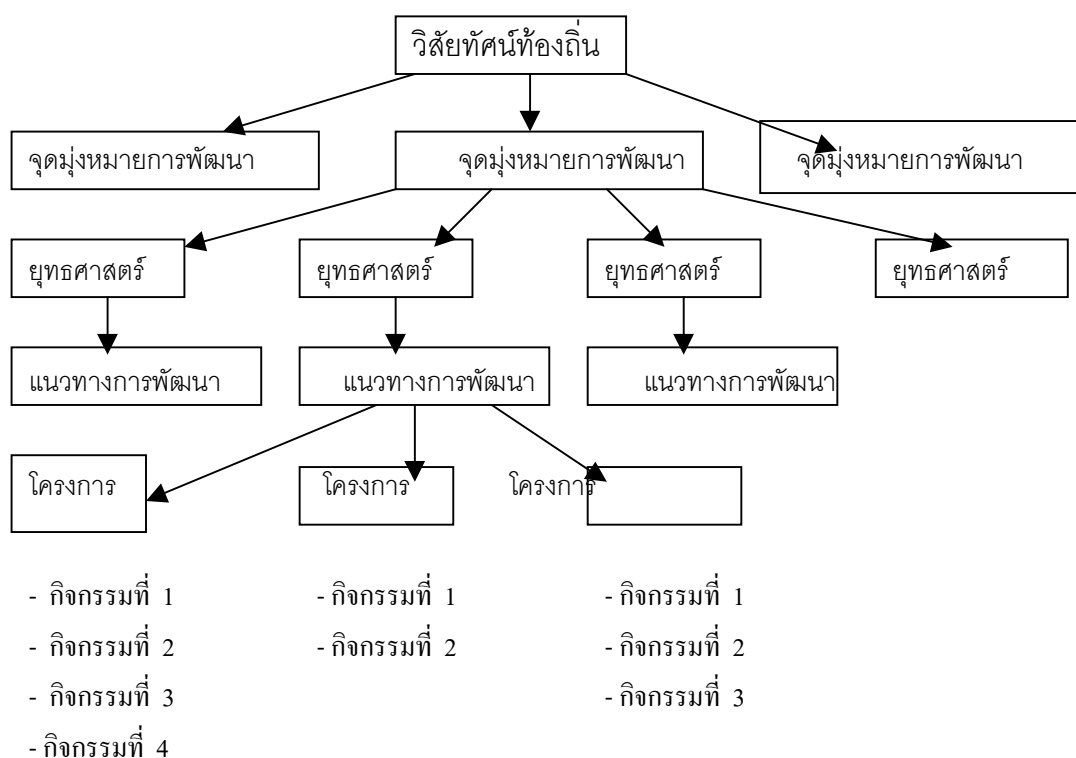 วิสัยทัศน์ท้องถิ่น
จุดมุ่งหมายการพัฒนา จุดมุ่งหมายการพัฒนา จุดมุ่งหมายการพัฒนา
ยุทธศาสตร์ ยุทธศาสตร์ ยุทธศาสตร์ ยุทธศาสตร์
แนวทางการพัฒนา แนวทางการพัฒนา แนวทางการพัฒนา
โครงการ โครงการ โครงการ
- กิจกรรมที่ 1 - กิจกรรมที่ 1 - กิจกรรมที่ 1
- กิจกรรมที่ 2 - กิจกรรมที่ 2 - กิจกรรมที่ 2
- กิจกรรมที่ 3 - กิจกรรมที่ 3
- กิจกรรมที่ 4